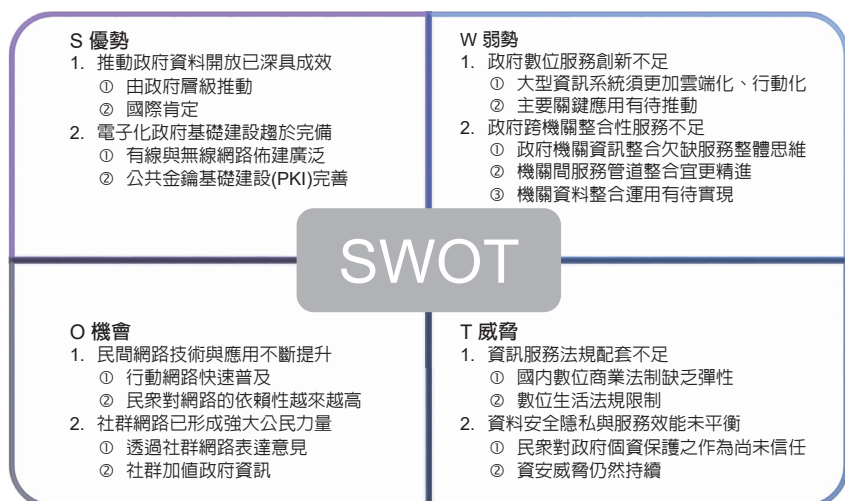 S 優勢
1. 推動政府資料開放已深具成效
① 由政府層級推動
② 國際肯定
2. 電子化政府基礎建設趨於完備
① 有線與無線網路佈建廣泛
② 公共金鑰基礎建設(PKI)完善
W 弱勢
1. 政府數位服務創新不足
① 大型資訊系統須更加雲端化、行動化
② 主要關鍵應用有待推動
2. 政府跨機關整合性服務不足
① 政府機關資訊整合欠缺服務整體思維
② 機關間服務管道整合宜更精進
③ 機關資料整合運用有待實現
SWOT
O 機會
1. 民間網路技術與應用不斷提升
① 行動網路快速普及
② 民眾對網路的依賴性越來越高
2. 社群網路已形成強大公民力量
① 透過社群網路表達意見
② 社群加值政府資訊
T 威脅
1. 資訊服務法規配套不足
① 國內數位商業法制缺乏彈性
② 數位生活法規限制
2. 資料安全隱私與服務效能未平衡
① 民眾對政府個資保護之作為尚未信任
② 資安威脅仍然持續